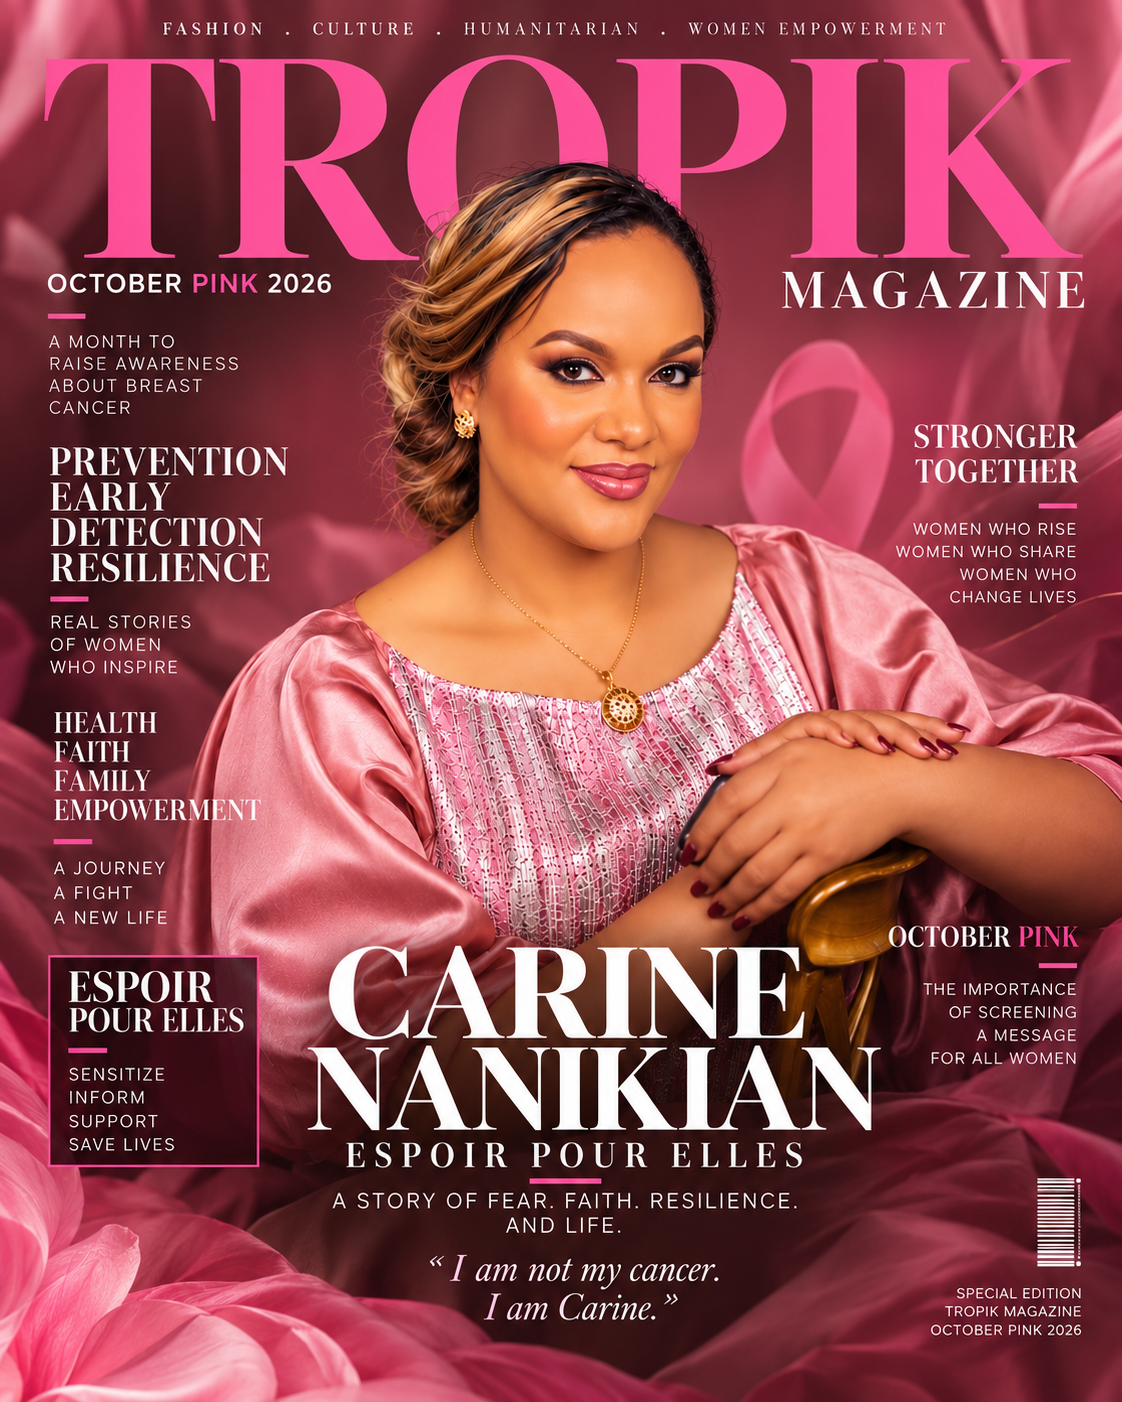 FASHION . CULTURE . HUMANITARIAN . WOMEN EMPOWERMENT
TROPIK
MAGAZINE
OCTOBER PINK 2026
A MONTH TO
RAISE AWARENESS
ABOUT BREAST
CANCER
PREVENTION
EARLY
DETECTION
RESILIENCE
REAL STORIES
OF WOMEN
WHO INSPIRE
HEALTH
FAITH
FAMILY
EMPOWERMENT
A JOURNEY
A FIGHT
A NEW LIFE
ESPOIR
POUR ELLES
SENSITIZE
INFORM
SUPPORT
SAVE LIVES
STRONGER
TOGETHER
WOMEN WHO RISE
WOMEN WHO SHARE
WOMEN WHO
CHANGE LIVES
OCTOBER PINK
THE IMPORTANCE
OF SCREENING
A MESSAGE
FOR ALL WOMEN
CARINE
NANIKIAN
ESPOIR POUR ELLES
A STORY OF FEAR. FAITH. RESILIENCE.
AND LIFE.
“ I am not my cancer.
I am Carine.”
SPECIAL EDITION
TROPIK MAGAZINE
OCTOBER PINK 2026